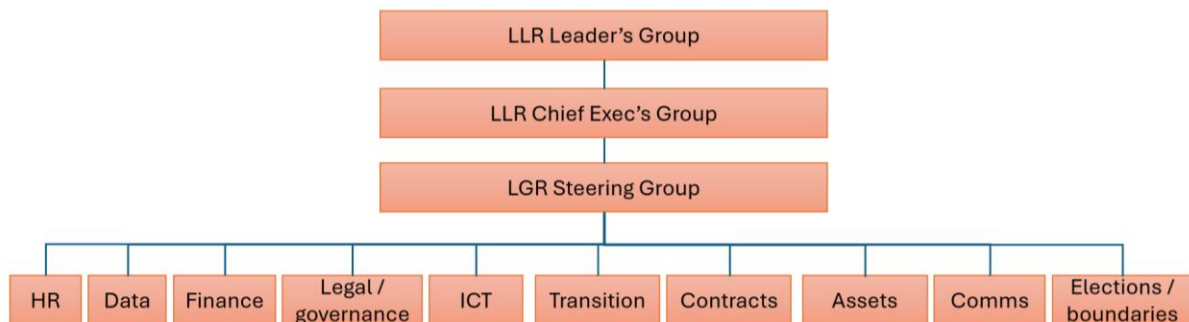 LLR Leader’s Group
LLR Chief Exec’s Group
LGR Steering Group
HR
Data
Finance
Legal /
governance
ICT
Transition
Contracts
Assets
Comms
Elections /
boundaries